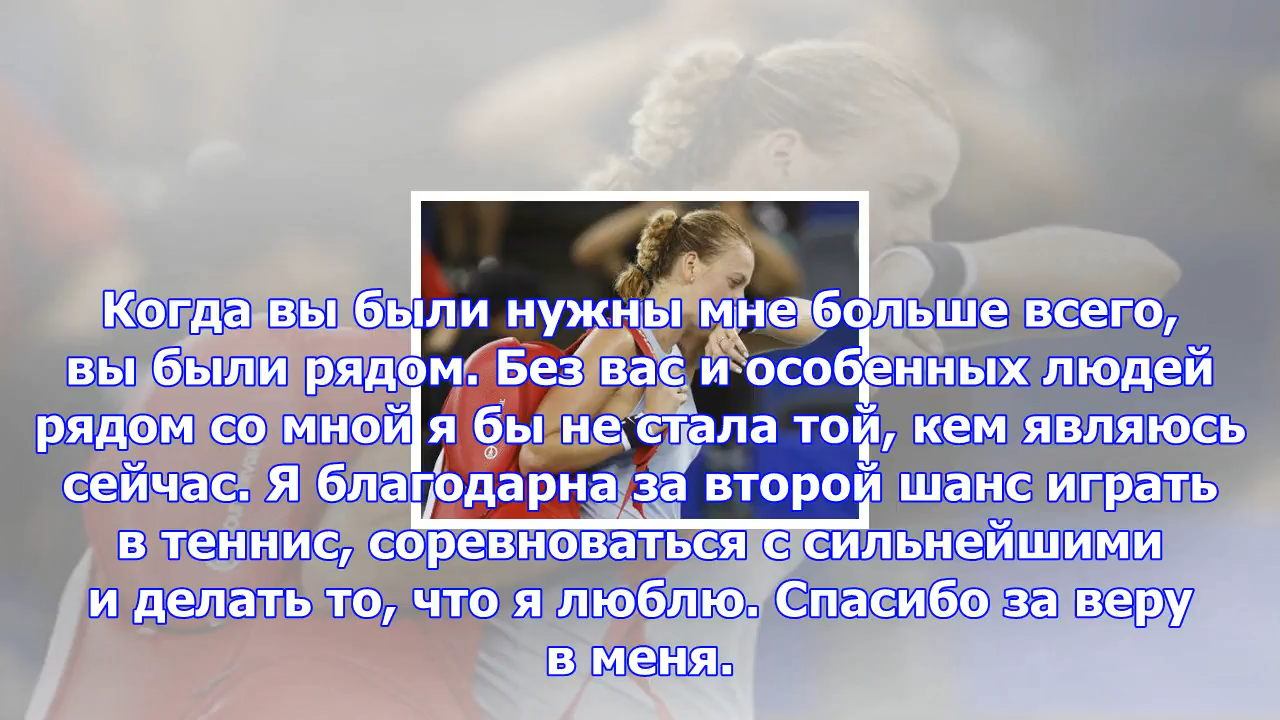 Когда вы были нужны мне больше всего,
вы были рядом. Без вас и особенных людей
рядом со мной я бы не стала той, кем являюсь
сейчас. Я благодарна за второй шанс играть
в теннис, соревноваться с сильнейшими
и делать то, что я люблю. Спасибо за веру
в меня.